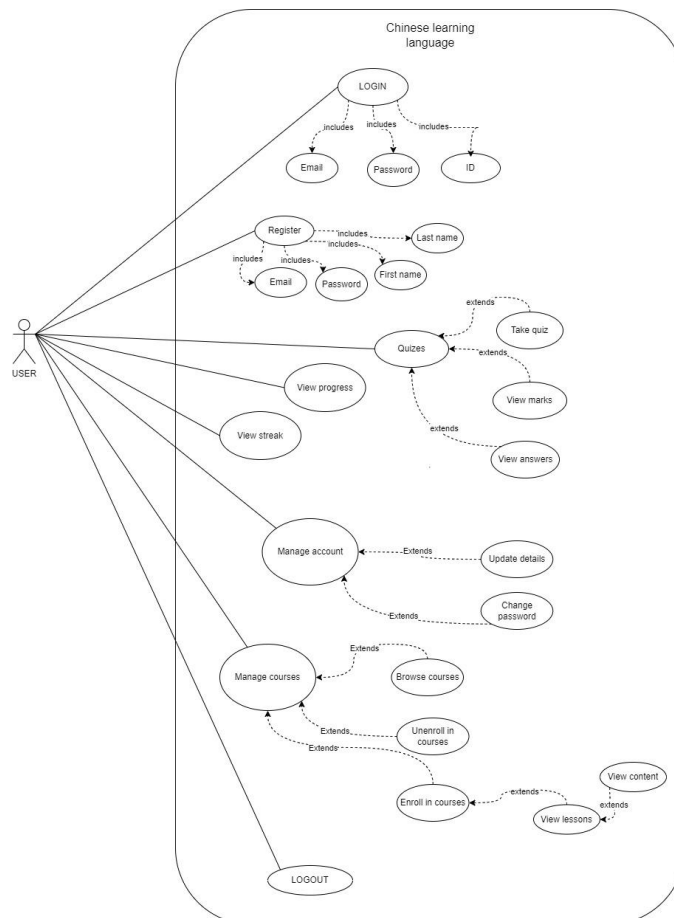 Chinese learning
language
LOGIN
includes
includes
includes
Email
Password
ID
Register
includes
Last name
includes
includes
includes
First name
Email
Password
extends
Take quiz
USER
Quizes
extends
View progress
View marks
View streak
extends
View answers
Manage account
Extends
Update details
Extends
Change
password
Manage courses
Extends
Browse courses
Extends
Unenroll in
courses
Extends
View content
extends
extends
Enroll in courses
View lessons
LOGOUT